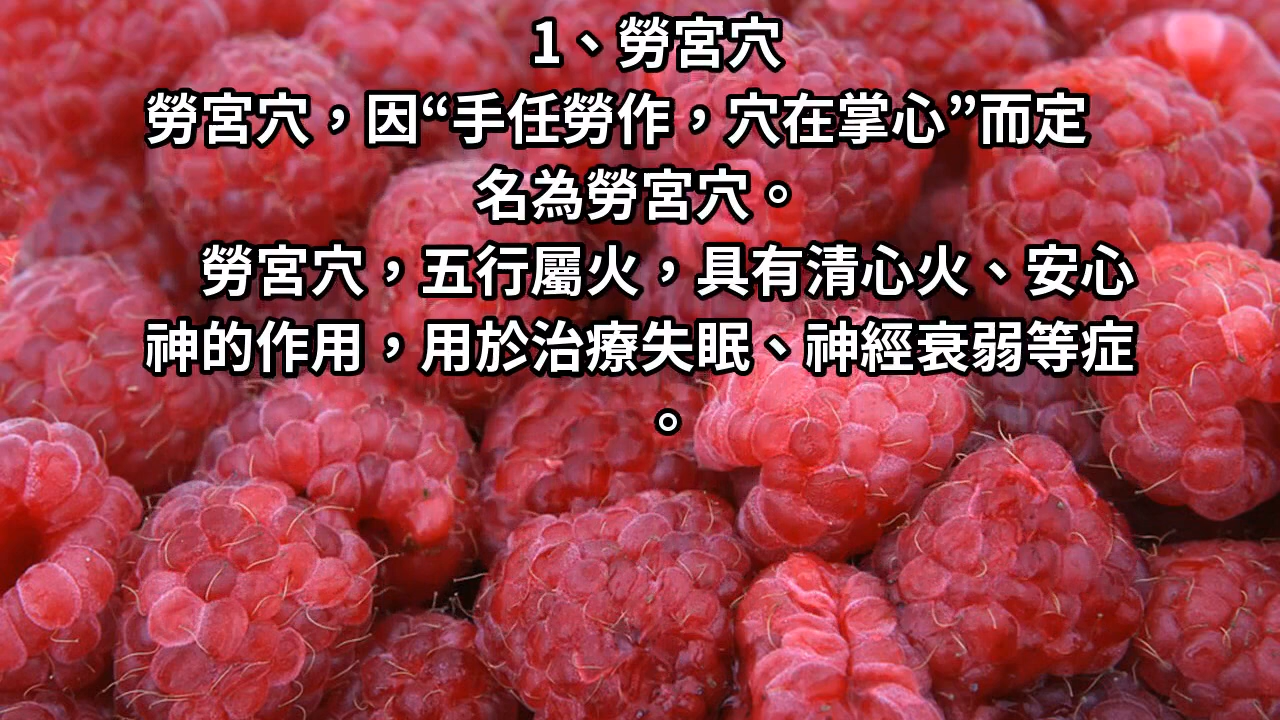 1、勞宮穴
勞宮穴，因“手任勞作，穴在掌心”而定
名為勞宮穴。
勞宮穴，五行屬火，具有清心火、安心
神的作用，用於治療失眠、神經衰弱等症
。